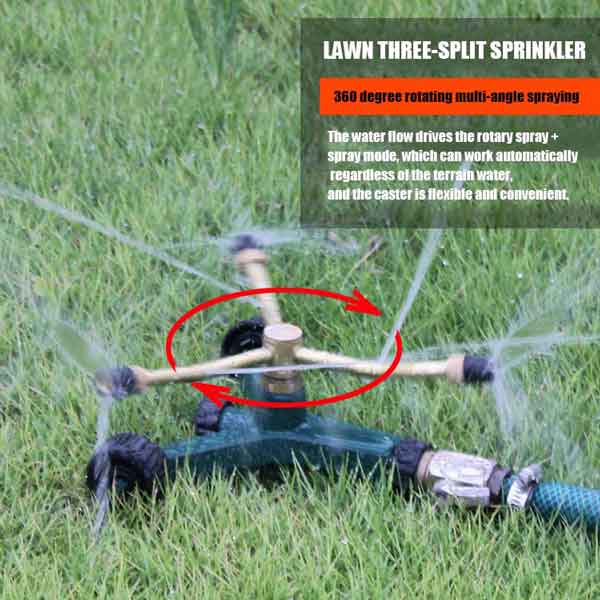 LAWN THREE-SPLIT SPRINKLER
360 degree rotating multi-angle spraying
The water flow drives the rotary spray +
spray mode, which can work automatically
regardless of the terrain water,
and the caster is flexible and convenient.